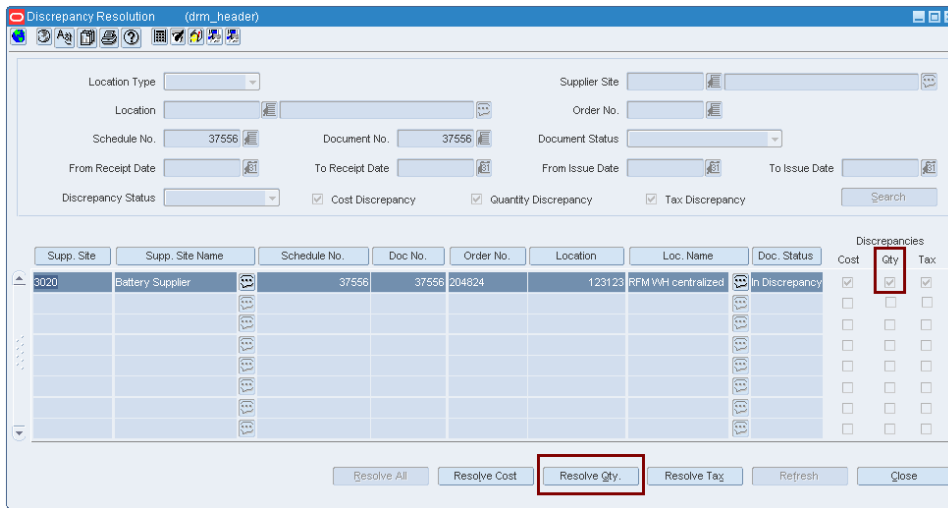 Discrepancy Resolution (drm_header)
Location Type Supplier Site
Location Order No.
Schedule No. 37556 Document No. 37556 Document Status
From Receipt Date To Receipt Date From Issue Date To Issue Date
Discrepancy Status Cost Discrepancy Quantity Discrepancy Tax Discrepancy Search
Discrepancies
Supp. Site Supp. Site Name Schedule No. Doc No. Order No. Location Loc. Name Doc. Status Cost Qty Tax
3020 Battery Supplier 37556 37556 204824 123123 RFM WH centralized In Discrepancy
Resolve All Resolve Cost Resolve Qty. Resolve Tax Refresh Close